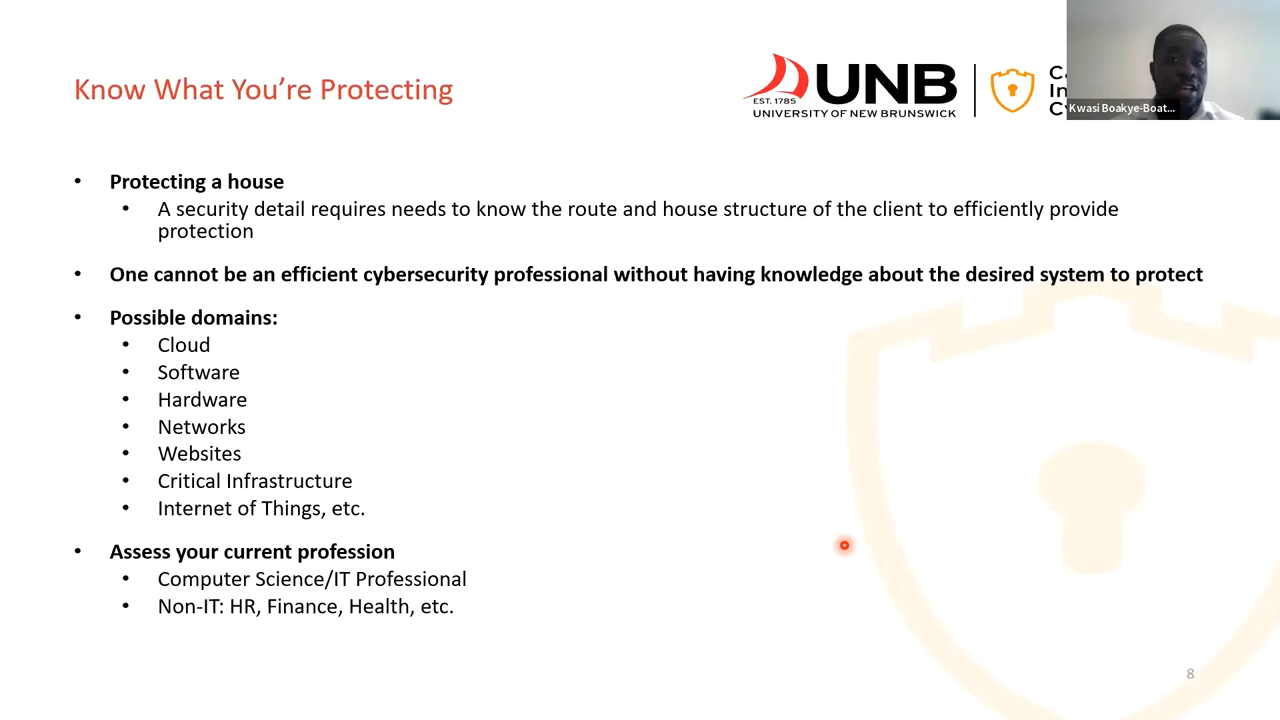 Know What You're Protecting
EST. 1785
UNB
UNIVERSITY OF NEW BRUNSWICK
Kwasi Boakye-Boat...
• Protecting a house
• A security detail requires needs to know the route and house structure of the client to efficiently provide
protection
• One cannot be an efficient cybersecurity professional without having knowledge about the desired system to protect
• Possible domains:
• Cloud
• Software
• Hardware
• Networks
• Websites
• Critical Infrastructure
• Internet of Things, etc.
• Assess your current profession
• Computer Science/IT Professional
• Non-IT: HR, Finance, Health, etc.
8